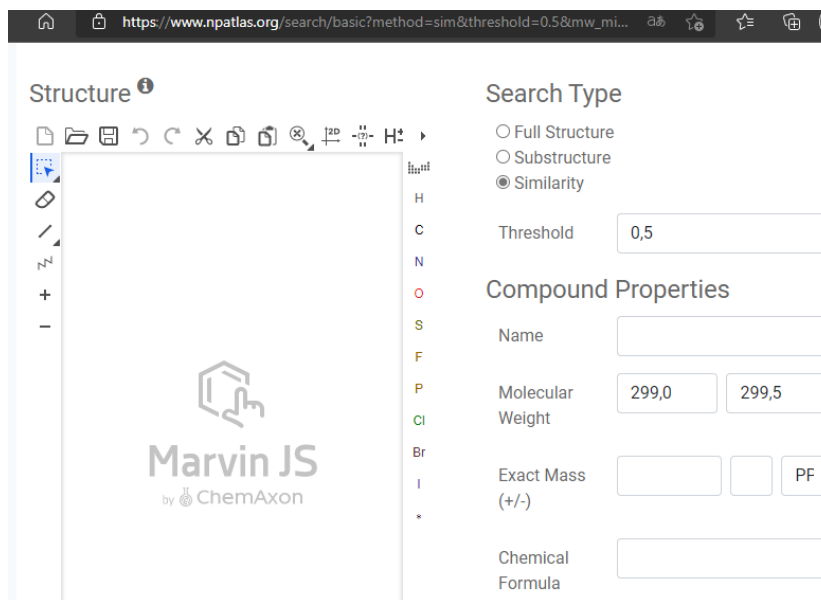 https://www.npatlas.org/search/basic?method=sim&threshold=0.5&mw_mi...
Structure
Search Type
Full Structure
Substructure
Similarity
Threshold 0,5
Compound Properties
Name
Molecular Weight 299,0 299,5
Exact Mass (+/-) PF
Chemical Formula
2D
(?)
H±
H
C
N
O
S
F
P
Cl
Br
I
*
Marvin JS
by ChemAxon